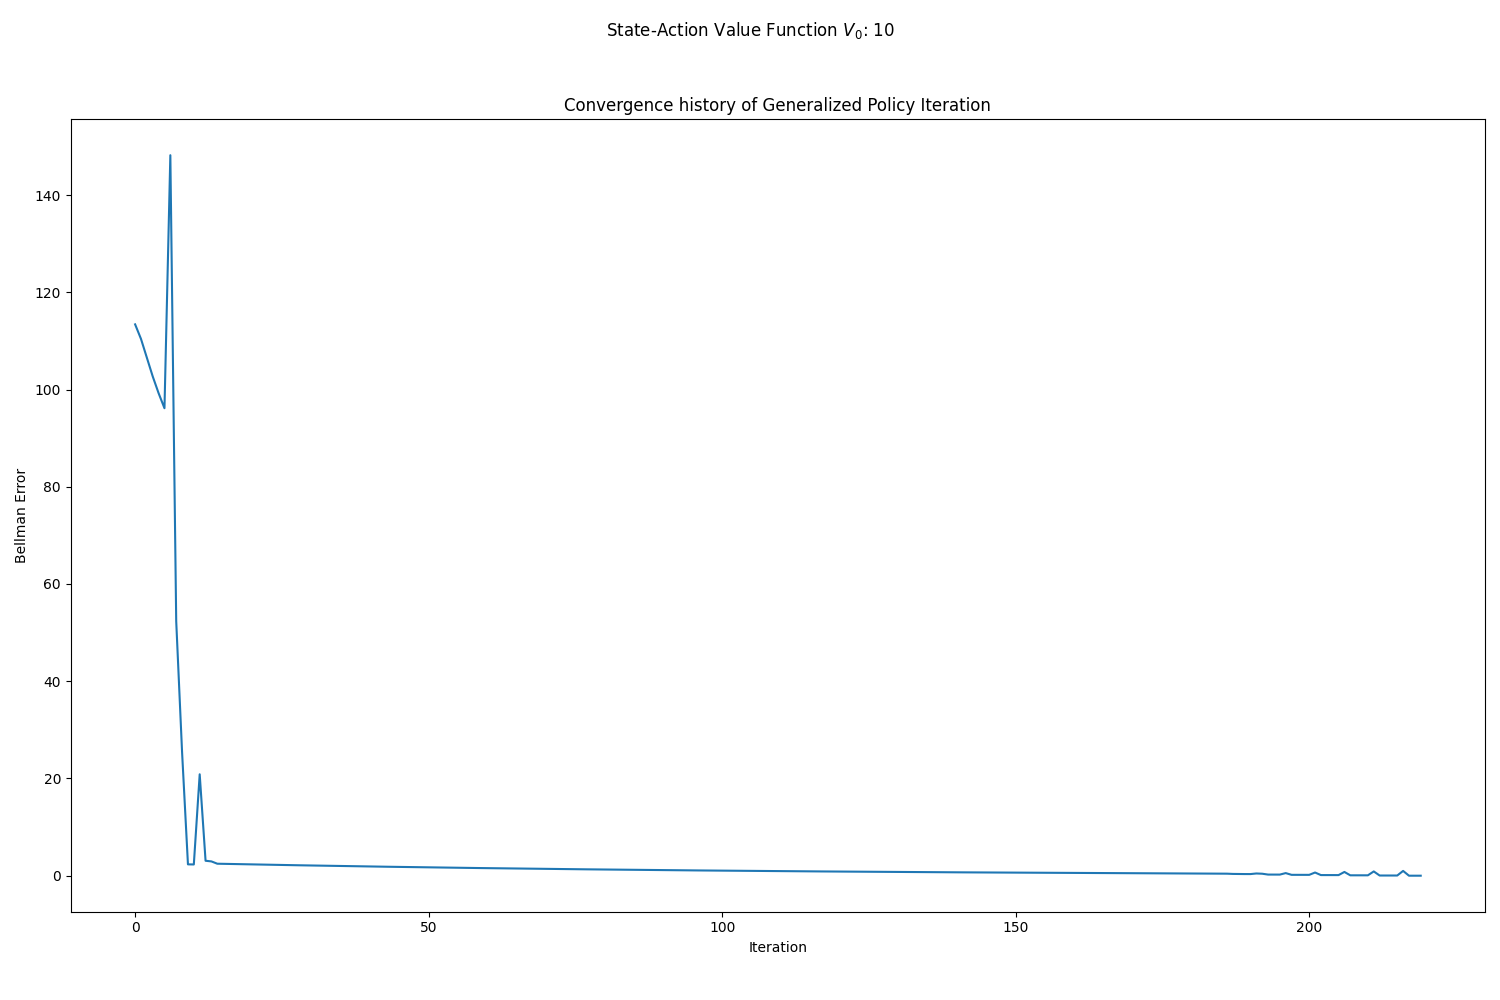 State-Action Value Function $V_0$: 10
Convergence history of Generalized Policy Iteration
140
120
100
80
60
40
20
0
Bellman Error
0 50 100 150 200
Iteration